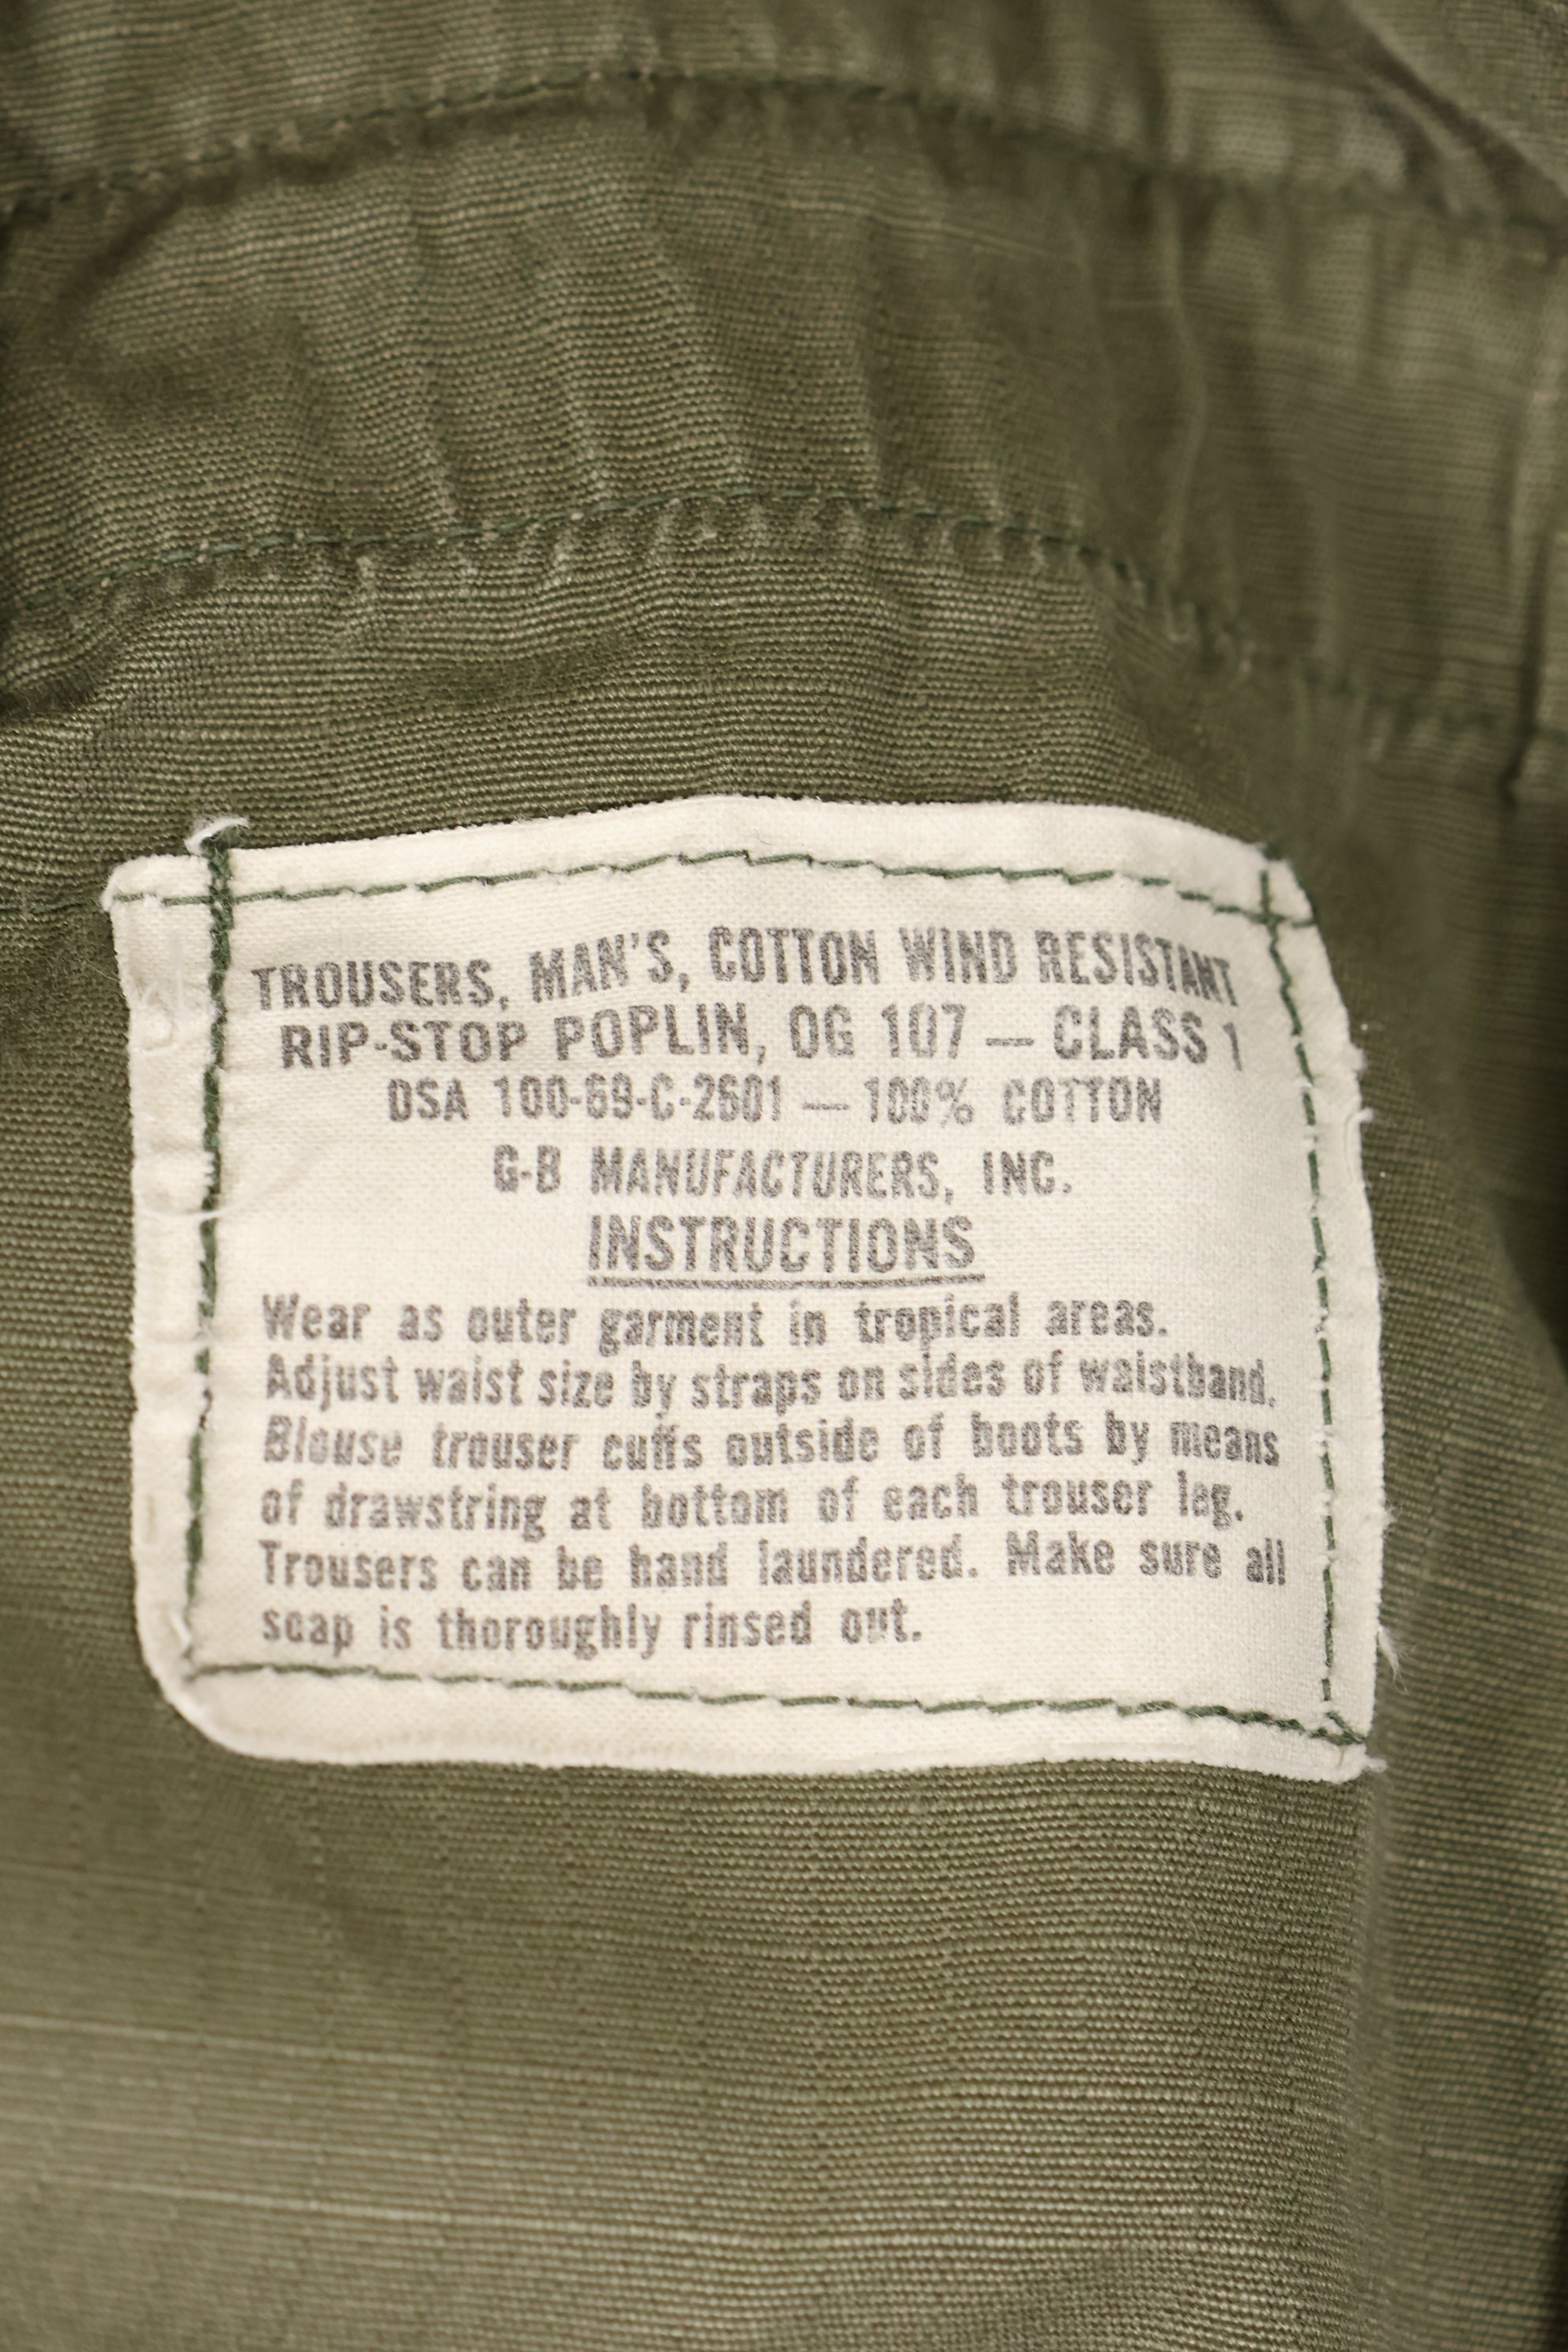 TROUSERS, MAN'S, COTTON WIND RESISTANT
RIP-STOP POPLIN, OG 107 — CLASS 1
DSA 100-69-C-2601 — 100% COTTON
G-B MANUFACTURERS, INC.
INSTRUCTIONS
Wear as outer garment in tropical areas.
Adjust waist size by straps on sides of waistband.
Blouse trouser cuffs outside of boots by means
of drawstring at bottom of each trouser leg.
Trousers can be hand laundered. Make sure all
soap is thoroughly rinsed out.